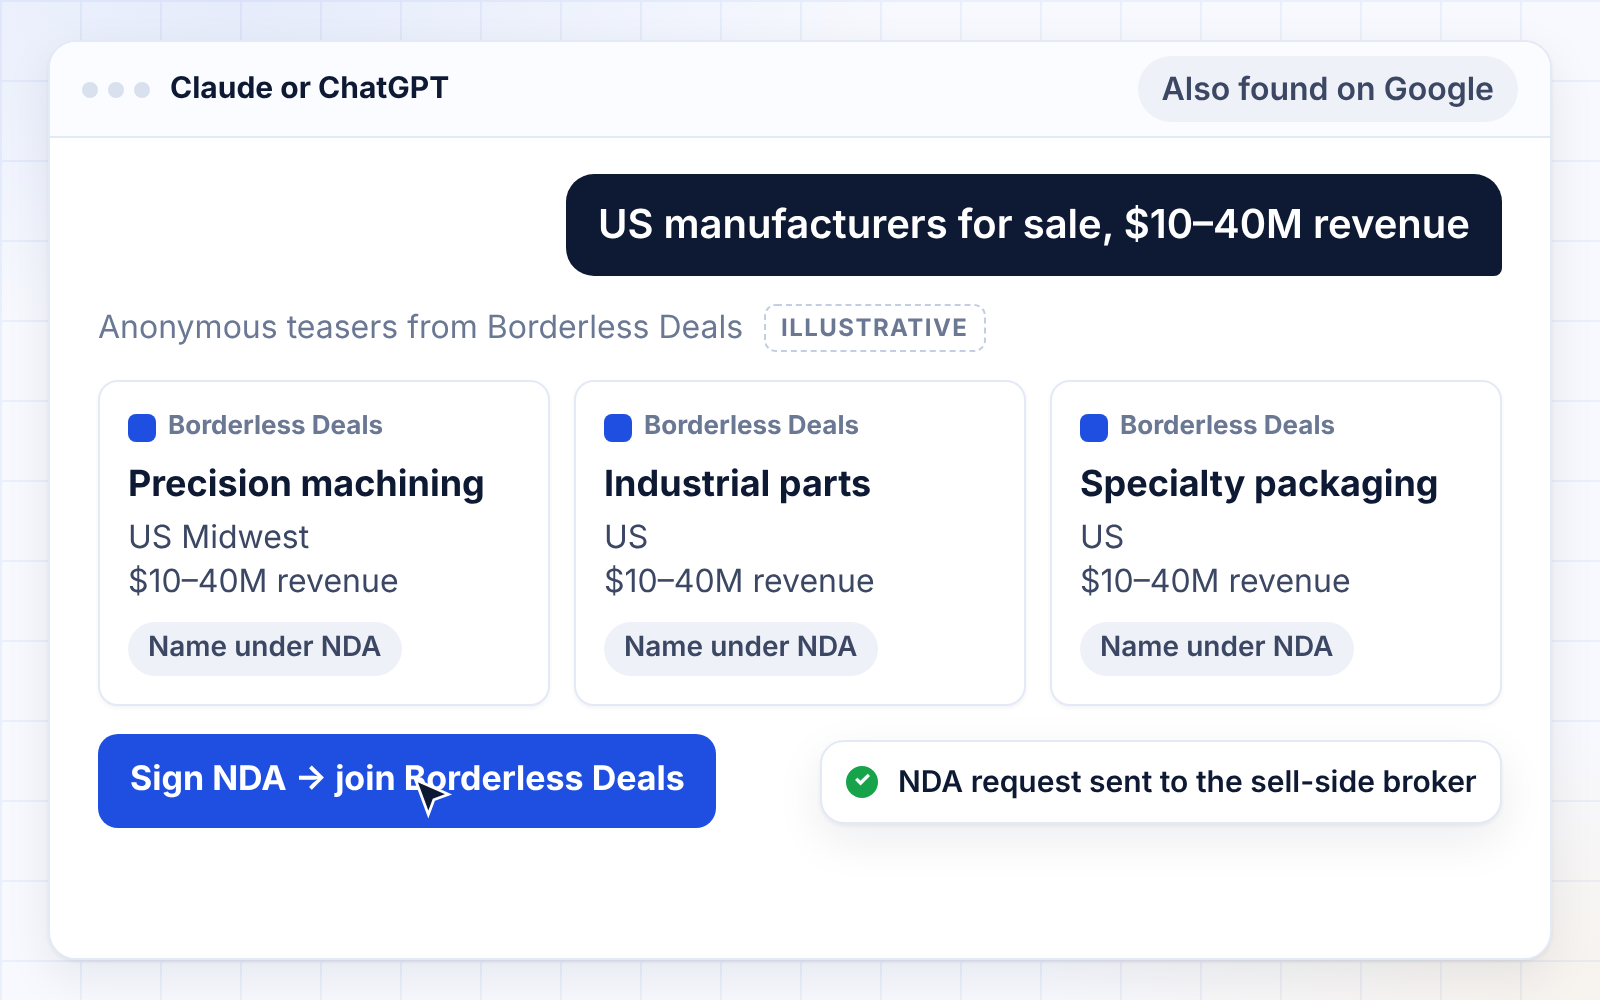 Claude or ChatGPT
Also found on Google
US manufacturers for sale, $10–40M revenue
Anonymous teasers from Borderless Deals
ILLUSTRATIVE
Borderless Deals
Precision machining
US Midwest
$10–40M revenue
Name under NDA
Borderless Deals
Industrial parts
US
$10–40M revenue
Name under NDA
Borderless Deals
Specialty packaging
US
$10–40M revenue
Name under NDA
Sign NDA → join Borderless Deals
NDA request sent to the sell-side broker